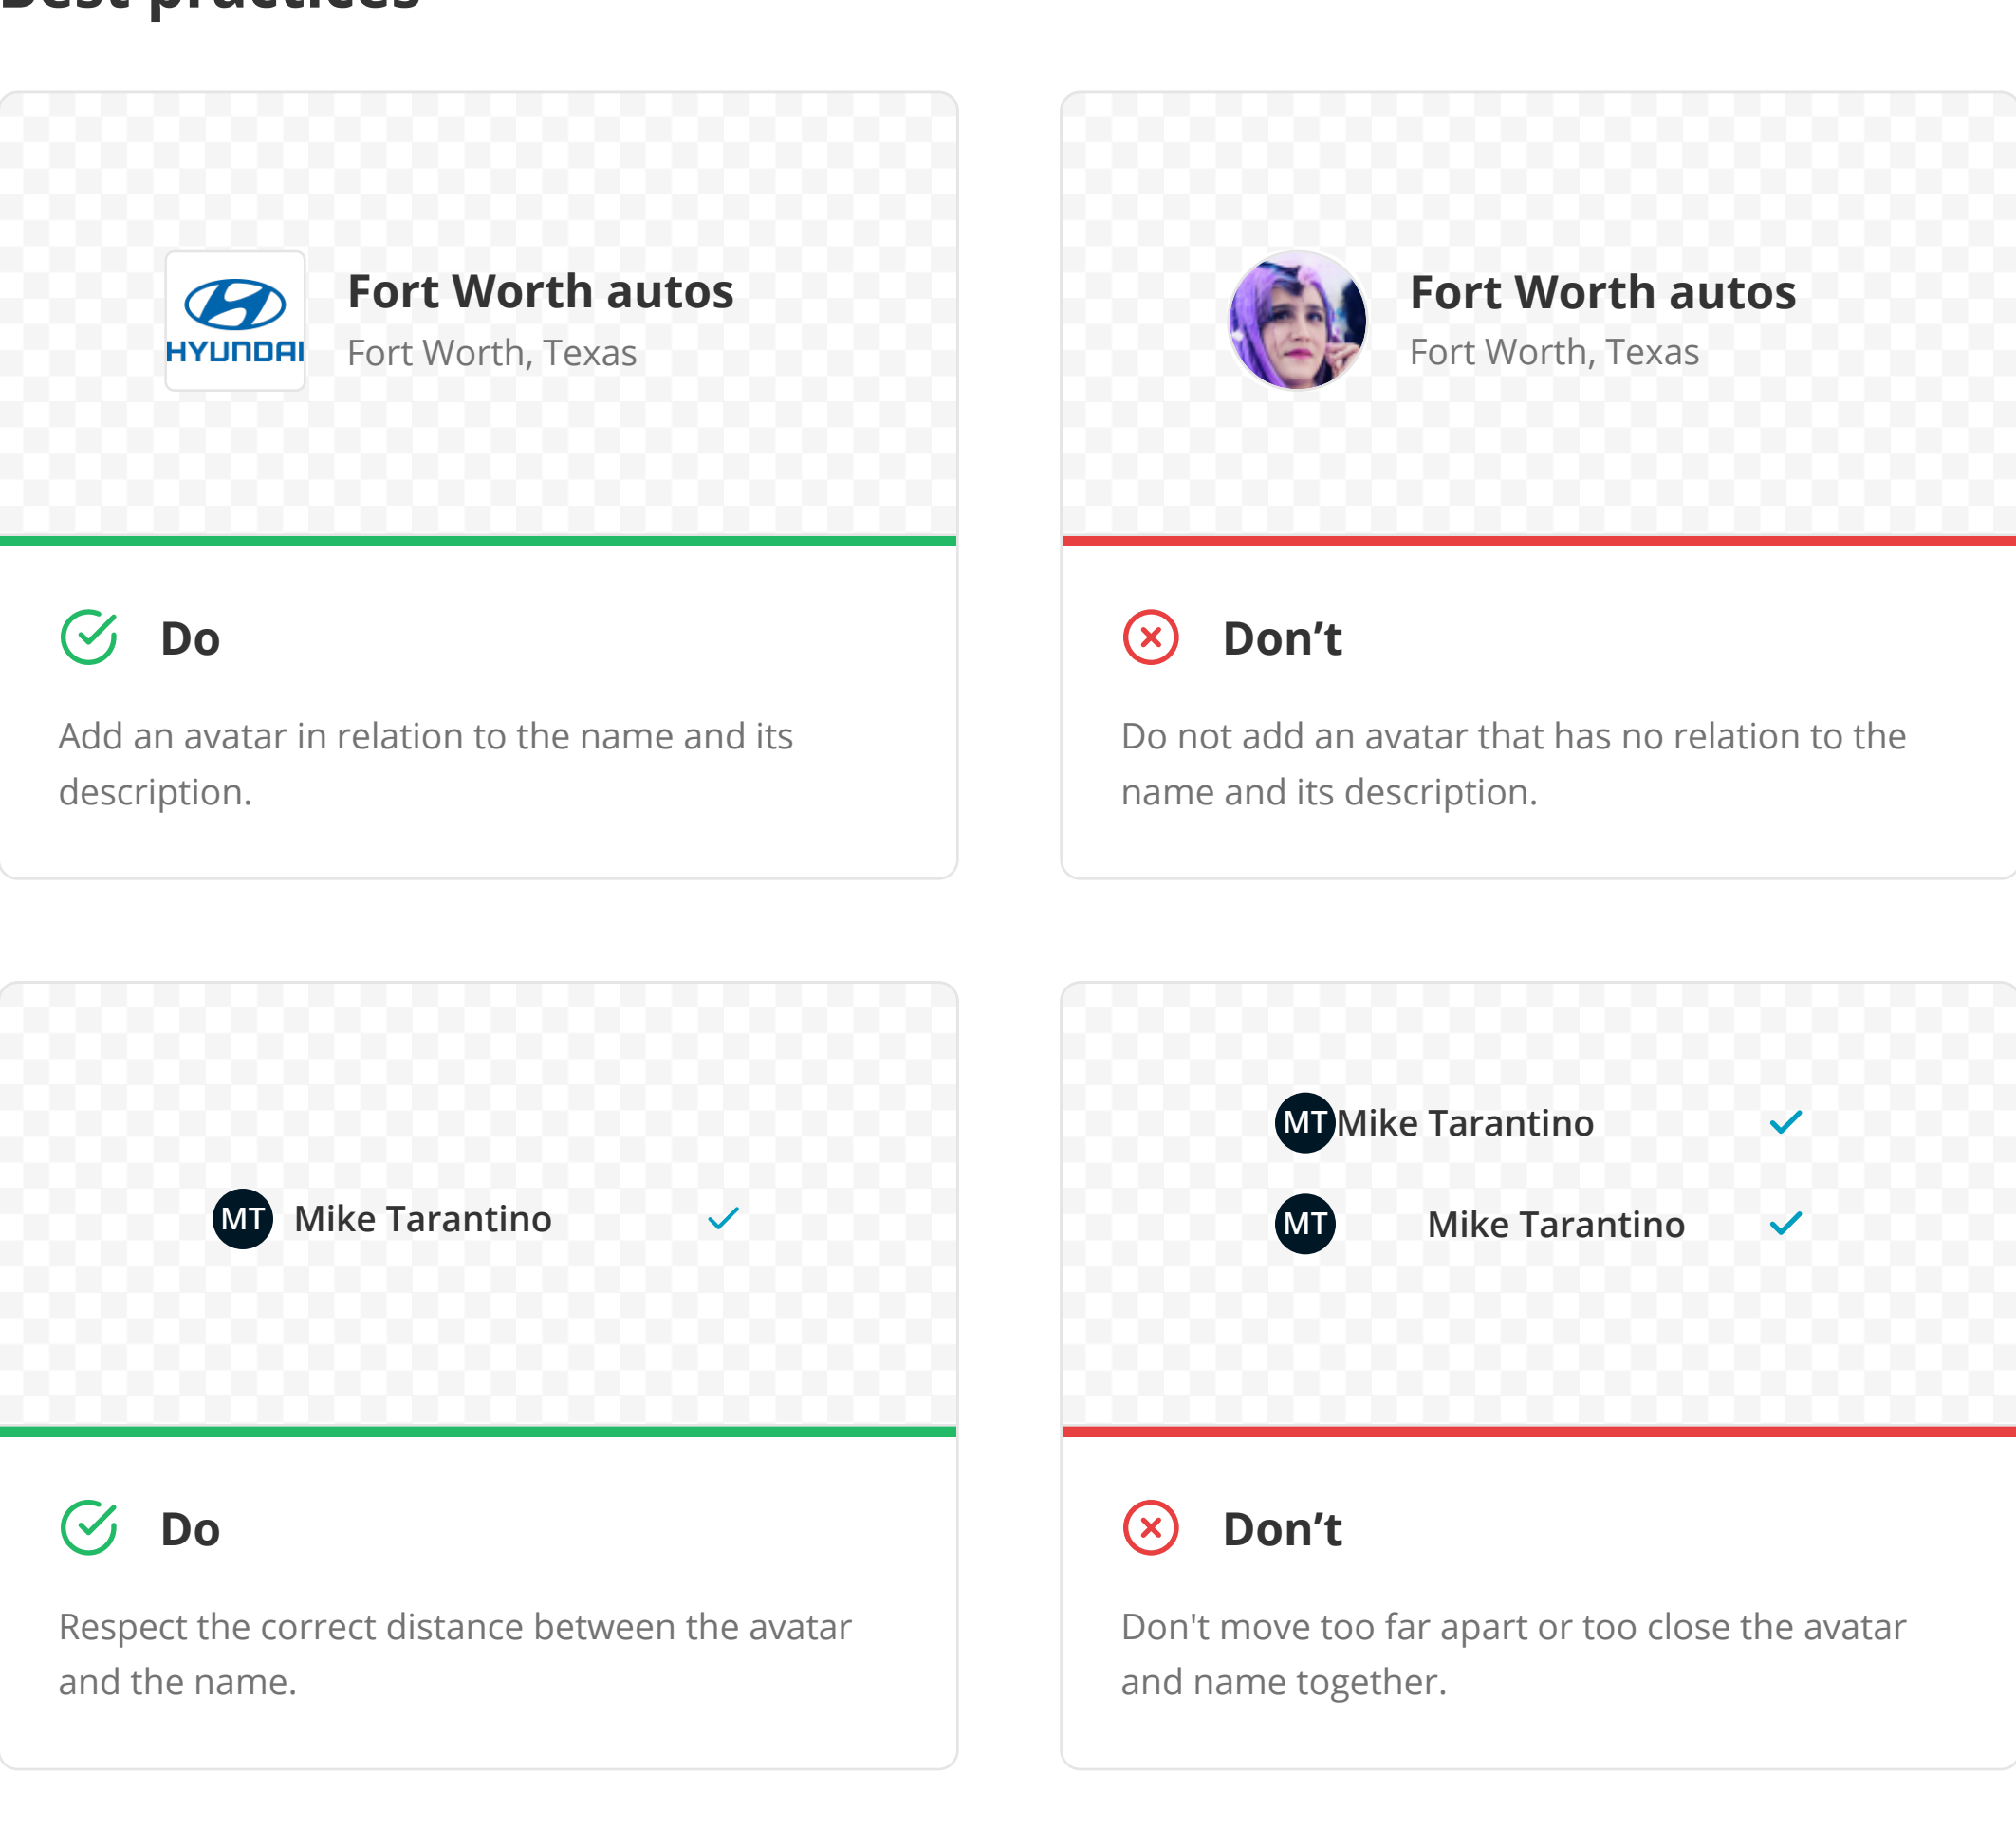 Best practices
HYUNDAI
Fort Worth autos
Fort Worth, Texas
Do
Add an avatar in relation to the name and its
description.
Fort Worth autos
Fort Worth, Texas
Don’t
Do not add an avatar that has no relation to the
name and its description.
MT Mike Tarantino
Do
Respect the correct distance between the avatar
and the name.
MT Mike Tarantino
MT Mike Tarantino
Don’t
Don't move too far apart or too close the avatar
and name together.